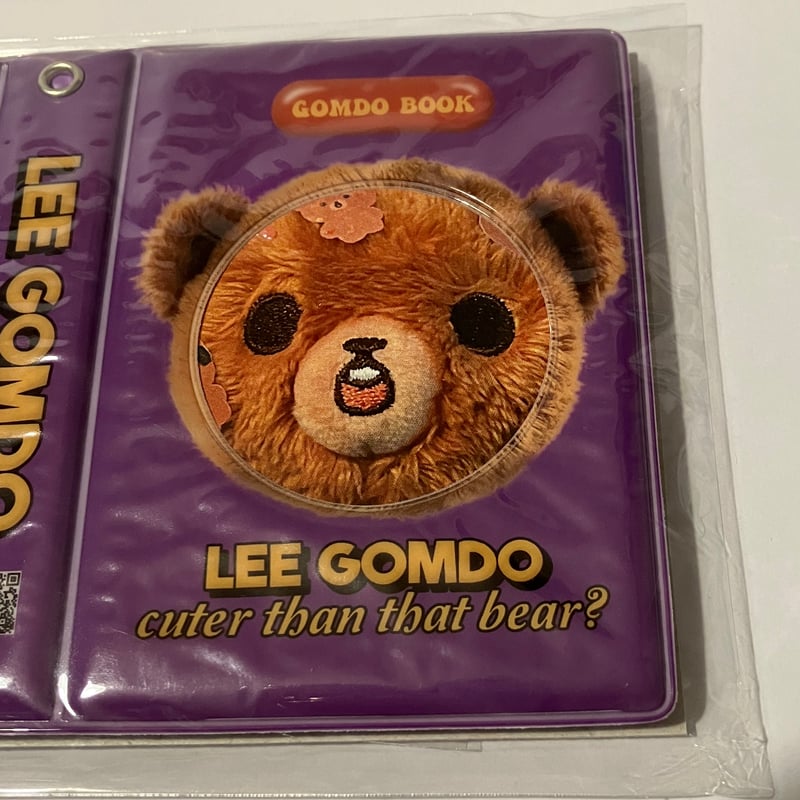 GOMDO BOOK
LEE GOMDO
cuter than that bear?
LEE GOMDO